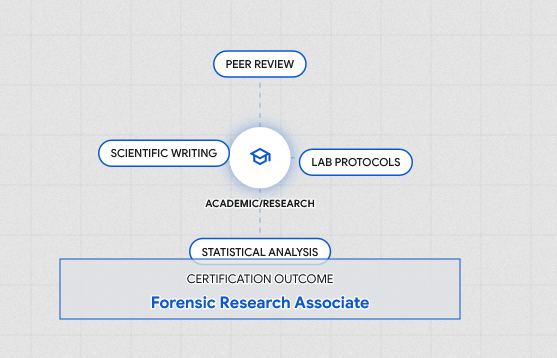 PEER REVIEW
SCIENTIFIC WRITING
LAB PROTOCOLS
ACADEMIC/RESEARCH
STATISTICAL ANALYSIS
CERTIFICATION OUTCOME
Forensic Research Associate